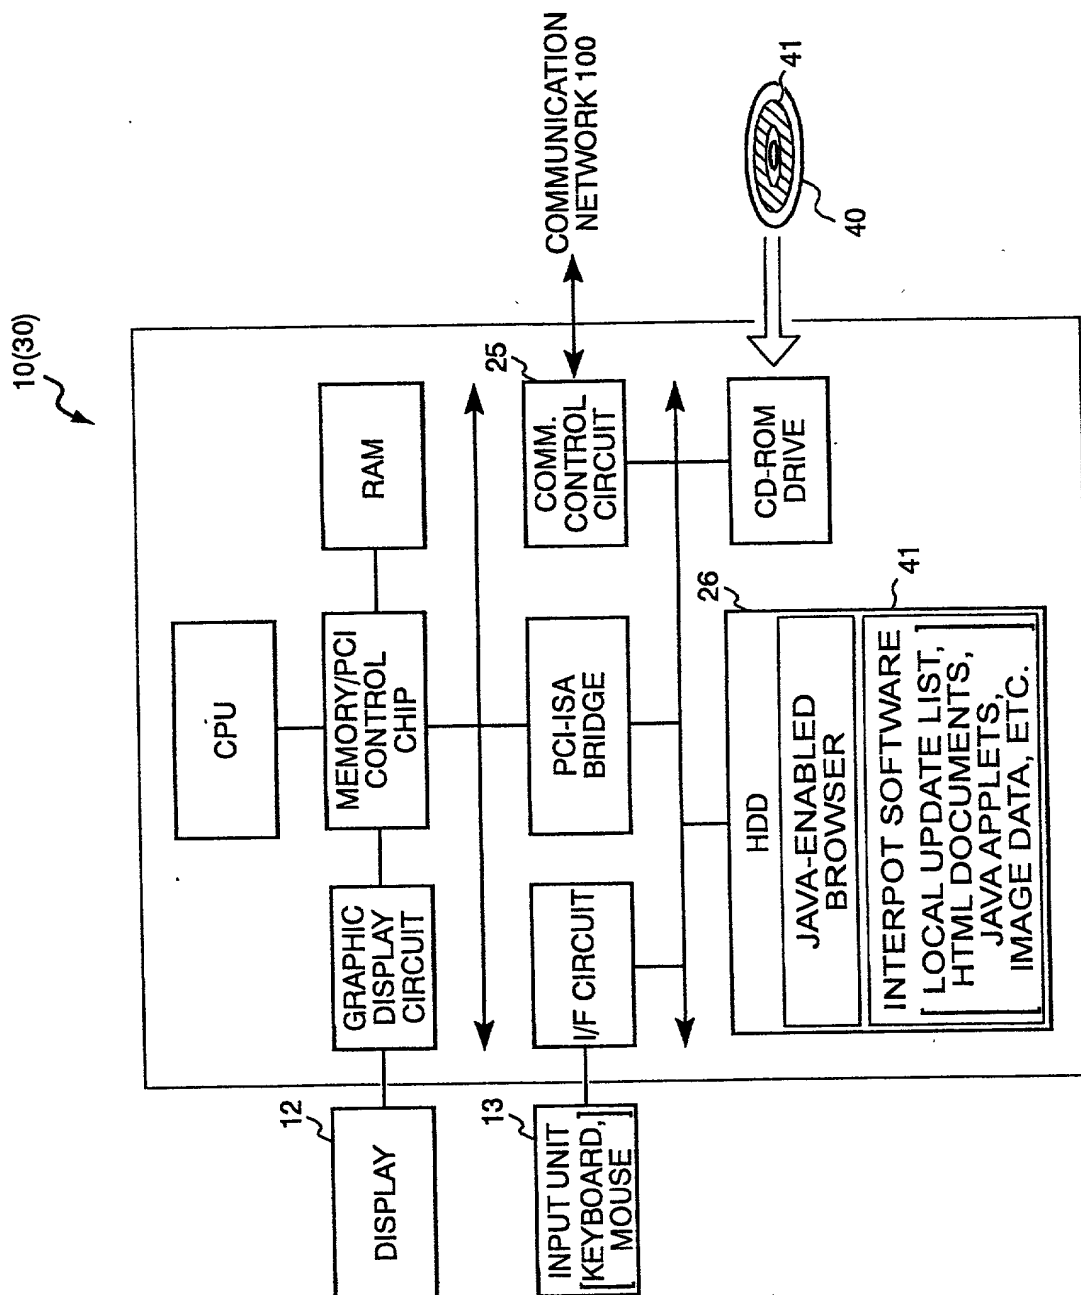 10(30)
CPU
RAM
MEMORY/PCI
CONTROL
CHIP
GRAPHIC
DISPLAY
CIRCUIT
12
DISPLAY
COMMUNICATION
NETWORK 100
25
COMM.
CONTROL
CIRCUIT
PCI-ISA
BRIDGE
I/F CIRCUIT
13
INPUT UNIT
[KEYBOARD,]
[MOUSE]
41
40
CD-ROM
DRIVE
26
41
HDD
JAVA-ENABLED
BROWSER
INTERPOT SOFTWARE
[LOCAL UPDATE LIST,
HTML DOCUMENTS,
JAVA APPLETS,
IMAGE DATA, ETC.]